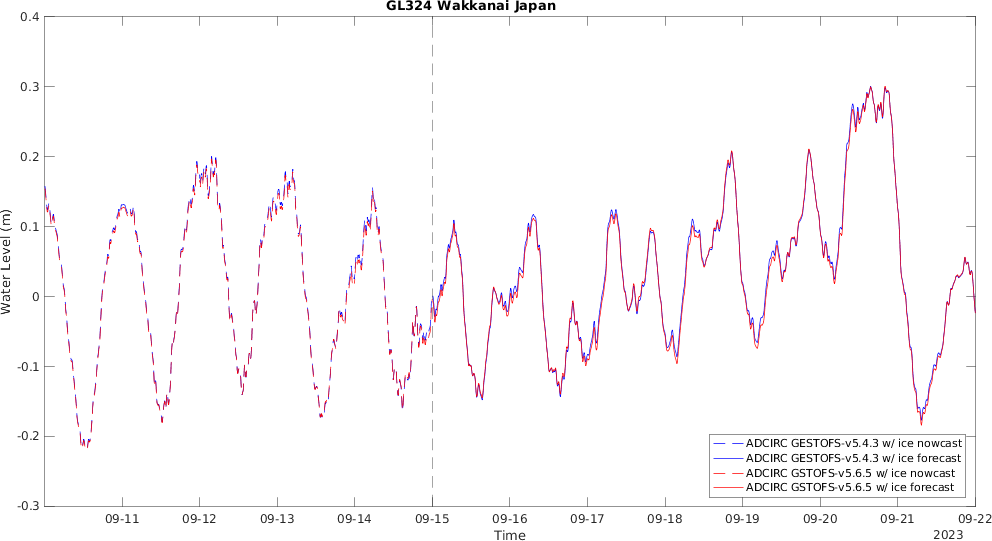 GL324 Wakkanai Japan
Water Level (m)
0.4
0.3
0.2
0.1
0
-0.1
-0.2
-0.3
ADCIRC GESTOFS-v5.4.3 w/ ice nowcast
ADCIRC GESTOFS-v5.4.3 w/ ice forecast
ADCIRC GSTOFS-v5.6.5 w/ ice nowcast
ADCIRC GSTOFS-v5.6.5 w/ ice forecast
09-11 09-12 09-13 09-14 09-15 09-16 09-17 09-18 09-19 09-20 09-21 09-22
Time
2023